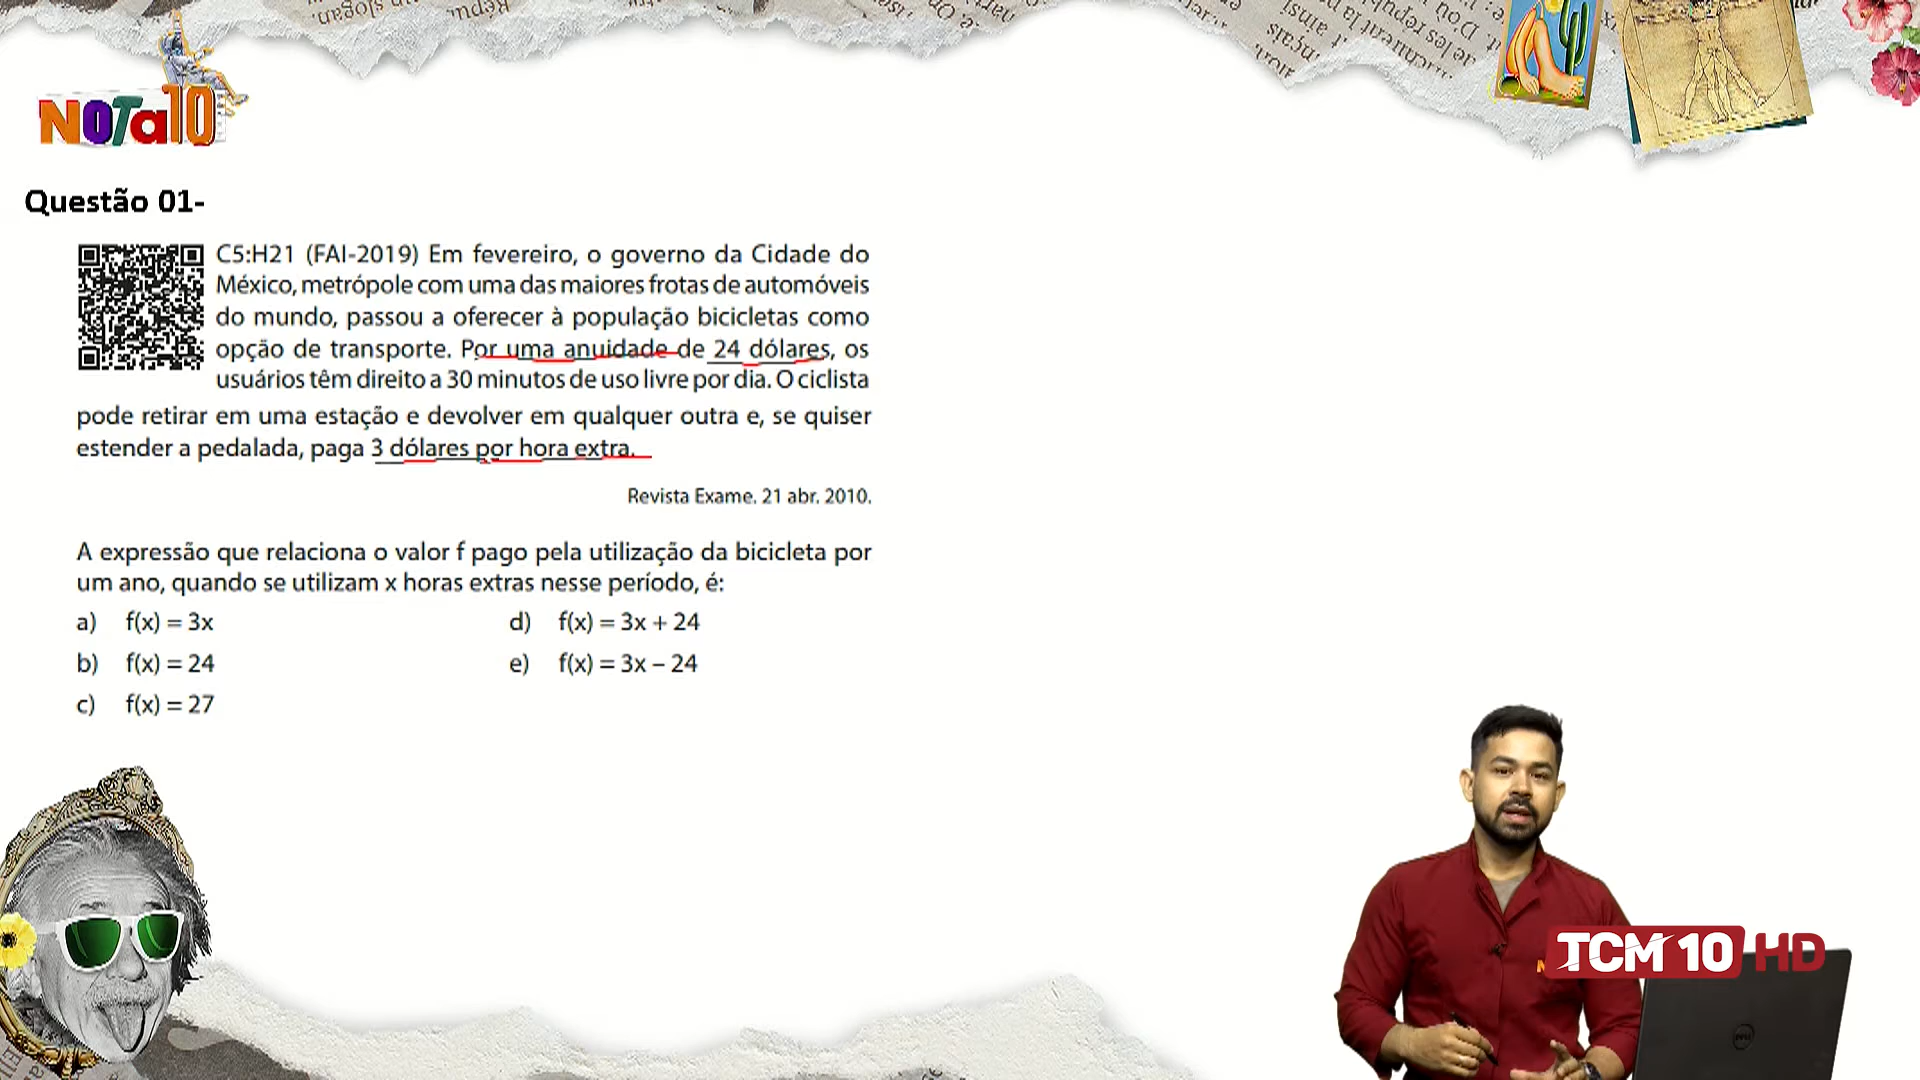 NOTa10
Questão 01-
C5:H21 (FAI-2019) Em fevereiro, o governo da Cidade do
México, metrópole com uma das maiores frotas de automóveis
do mundo, passou a oferecer à população bicicletas como
opção de transporte. Por uma anuidade de 24 dólares, os
usuários têm direito a 30 minutos de uso livre por dia. O ciclista
pode retirar em uma estação e devolver em qualquer outra e, se quiser
estender a pedalada, paga 3 dólares por hora extra.
Revista Exame. 21 abr. 2010.
A expressão que relaciona o valor f pago pela utilização da bicicleta por
um ano, quando se utilizam x horas extras nesse período, é:
a) f(x) = 3x
b) f(x) = 24
c) f(x) = 27
d) f(x) = 3x + 24
e) f(x) = 3x – 24
TCM 10 HD
DELL